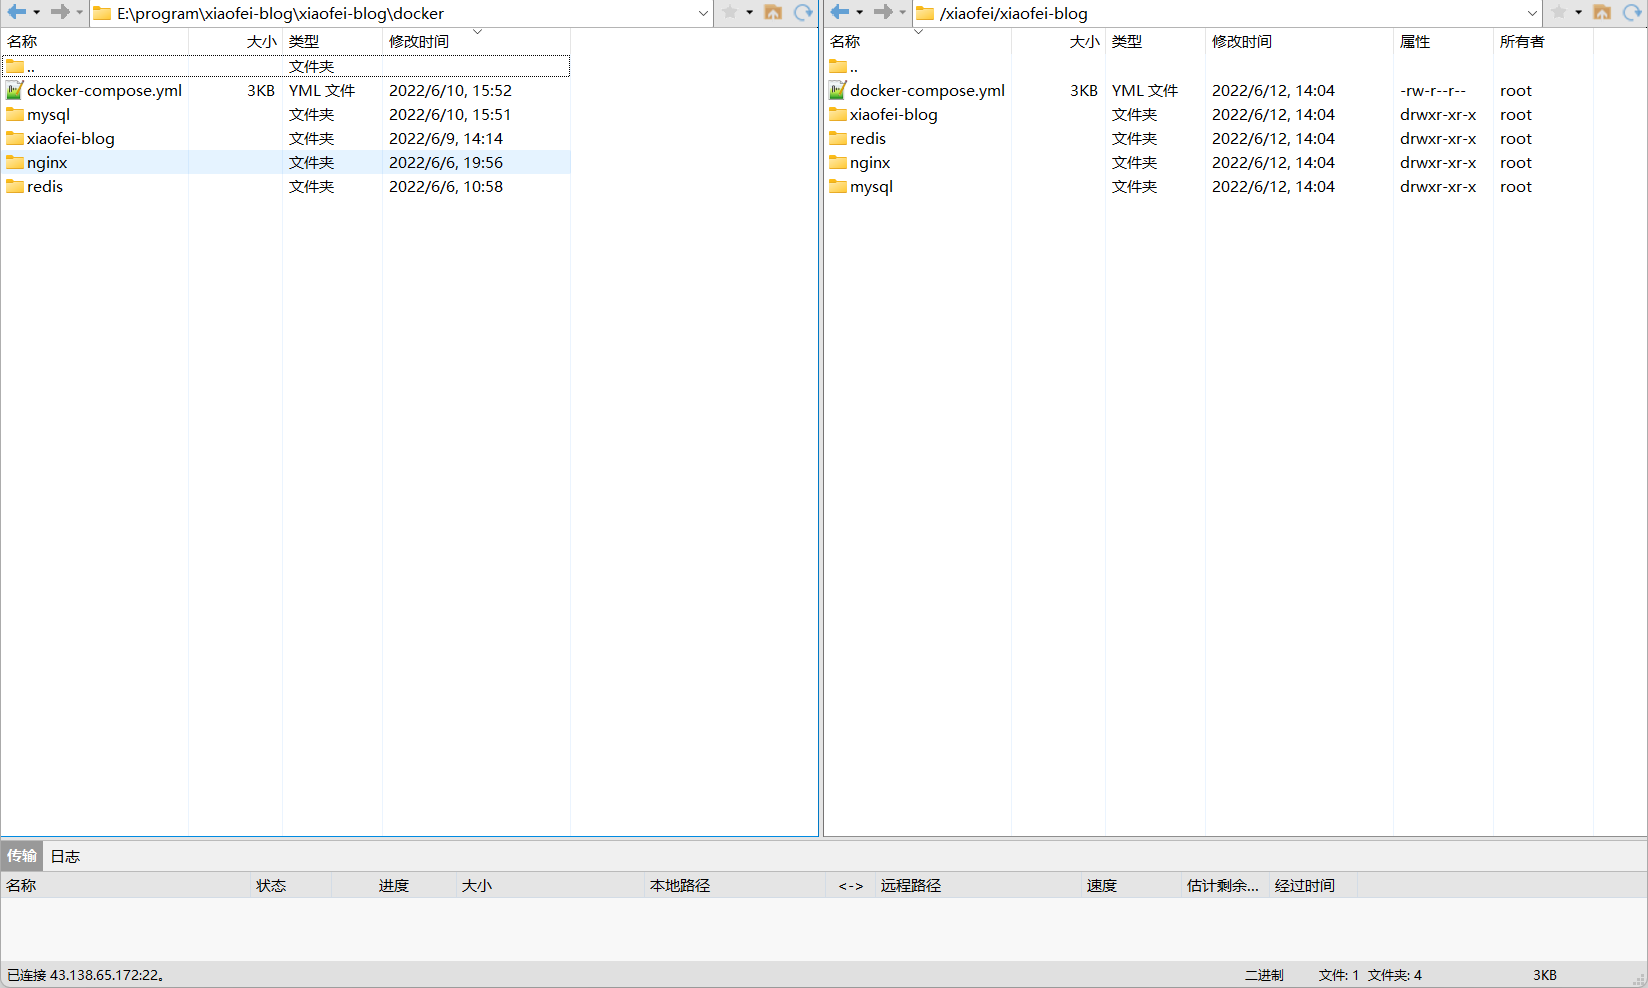 E:\program\xiaofei-blog\xiaofei-blog\docker
名称 大小 类型 修改时间
.. 文件夹
docker-compose.yml 3KB YML 文件 2022/6/10, 15:52
mysql 文件夹 2022/6/10, 15:51
xiaofei-blog 文件夹 2022/6/9, 14:14
nginx 文件夹 2022/6/6, 19:56
redis 文件夹 2022/6/6, 10:58
/xiaofei/xiaofei-blog
名称 大小 类型 修改时间 属性 所有者
..
docker-compose.yml 3KB YML 文件 2022/6/12, 14:04 -rw-r--r-- root
xiaofei-blog 文件夹 2022/6/12, 14:04 drwxr-xr-x root
redis 文件夹 2022/6/12, 14:04 drwxr-xr-x root
nginx 文件夹 2022/6/12, 14:04 drwxr-xr-x root
mysql 文件夹 2022/6/12, 14:04 drwxr-xr-x root
传输 日志
名称 状态 进度 大小 本地路径 <-> 远程路径 速度 估计剩余... 经过时间
已连接 43.138.65.172:22。 二进制 文件: 1 文件夹: 4 3KB